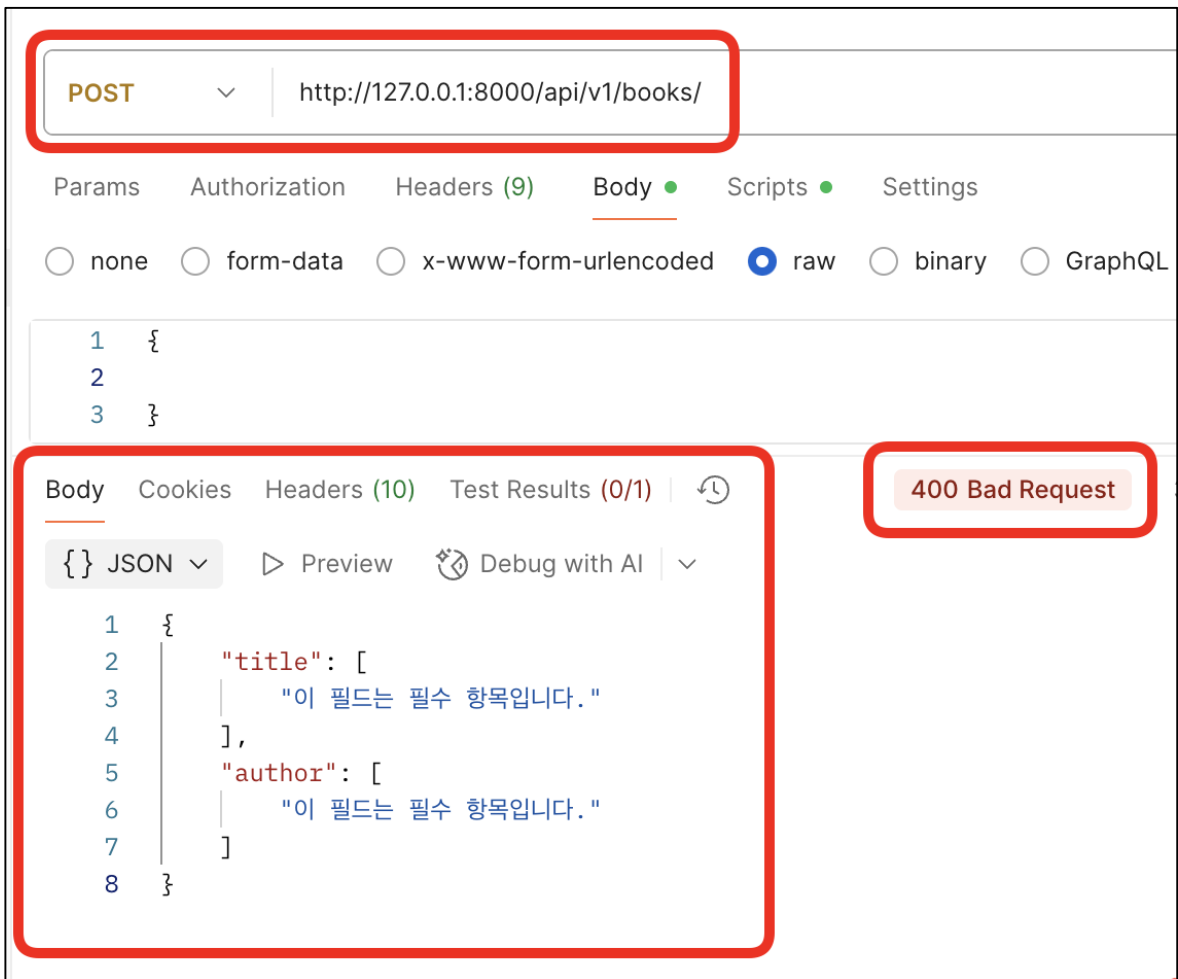 POST http://127.0.0.1:8000/api/v1/books/
Params Authorization Headers (9) Body Scripts Settings
none form-data x-www-form-urlencoded raw binary GraphQL
1 {
2
3 }
Body Cookies Headers (10) Test Results (0/1) 400 Bad Request
{} JSON Preview Debug with AI
1 {
2 "title": [
3 "이 필드는 필수 항목입니다."
4 ],
5 "author": [
6 "이 필드는 필수 항목입니다."
7 ]
8 }